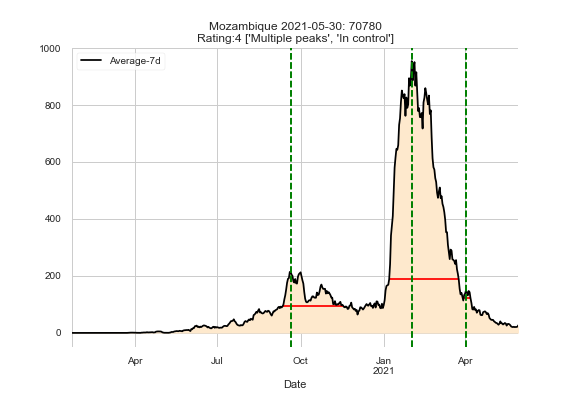 Mozambique 2021-05-30: 70780
Rating:4 ['Multiple peaks', 'In control']
1000
Average-7d
800
600
400
200
0
Apr Jul Oct Jan Apr
2021
Date